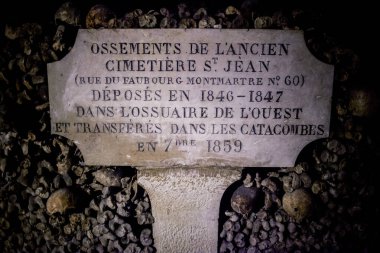 OSSEMENTS DE L'ANCIEN
CIMETIÈRE ST. JÉAN
(RUE DU FAUBOURG MONTMARTRE NO. 60)
DÉPOSÉS EN 1846-1847
DANS L'OSSUAIRE DE L'OUEST
ET TRANSFÉRÉS DANS LES CATACOMBES
EN 7BRE 1859